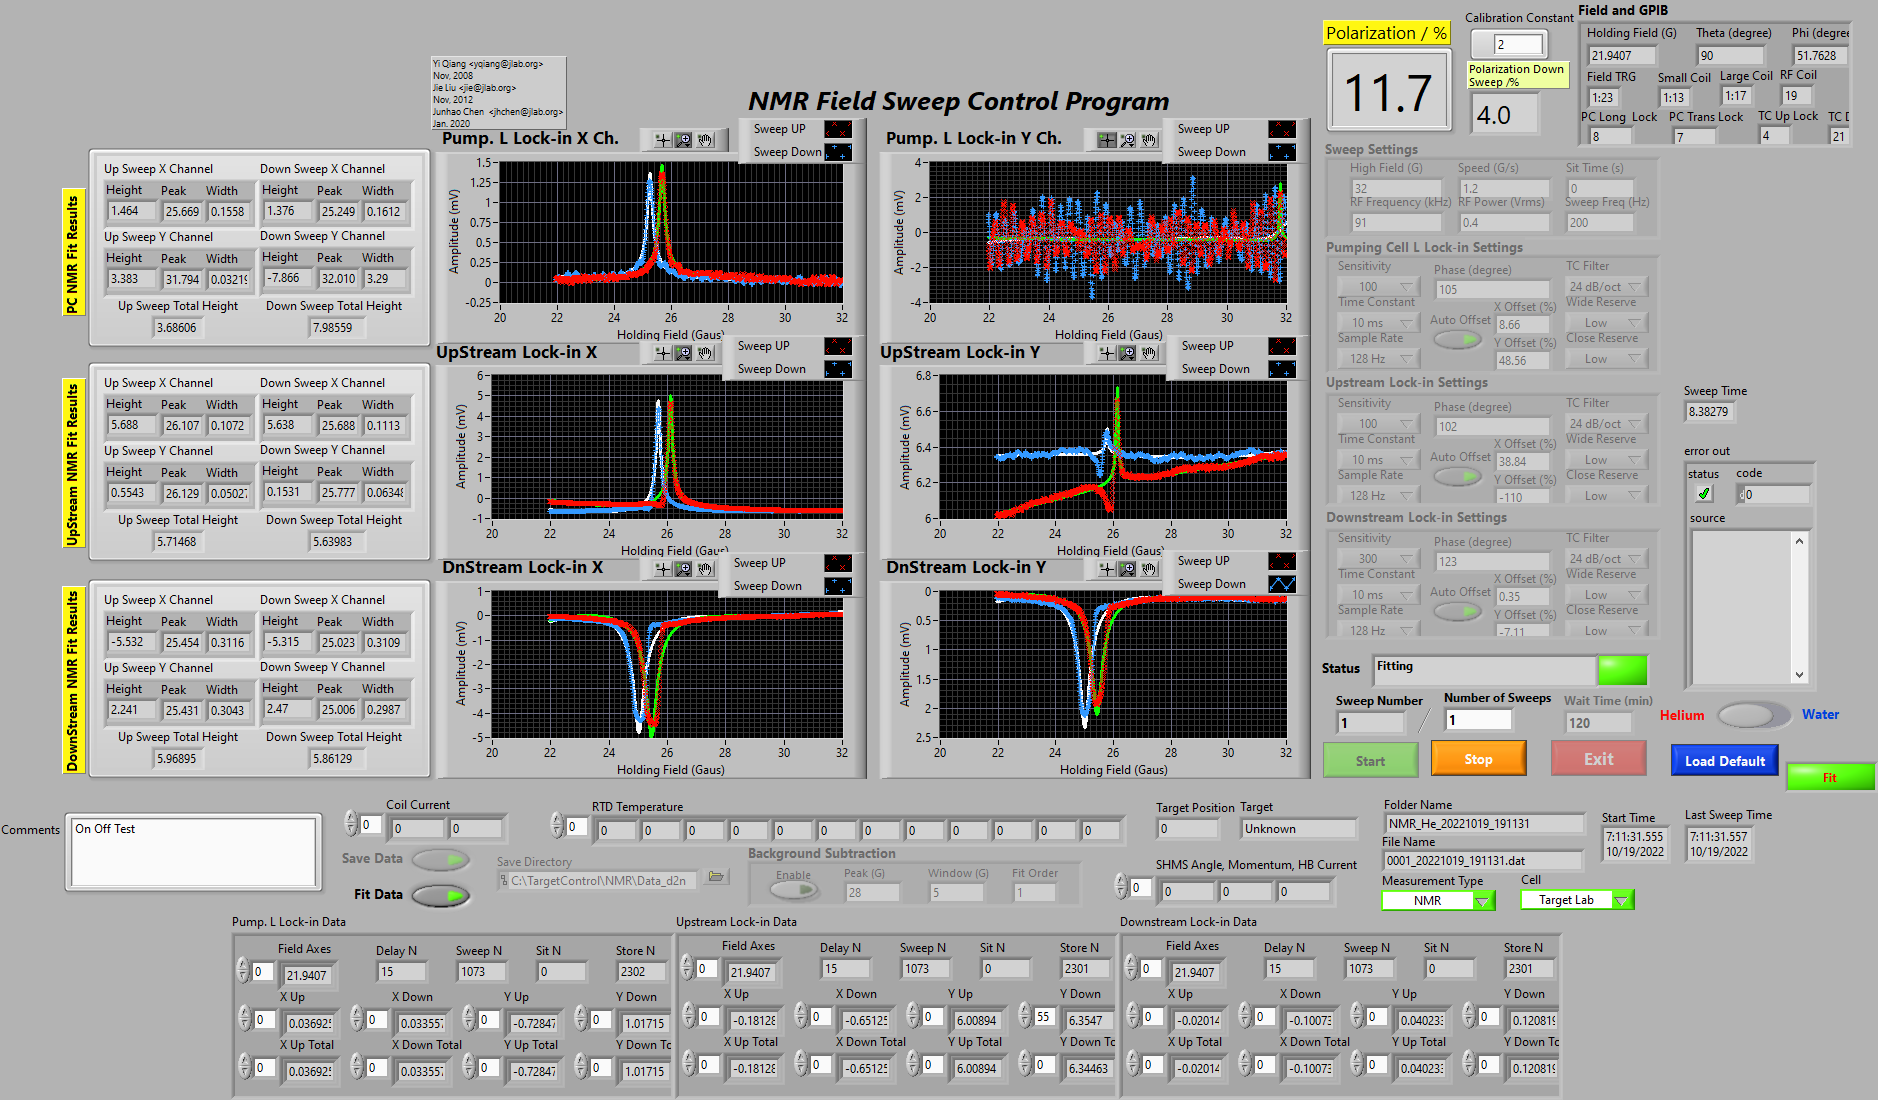 Yi Qiang <yqiang@jlab.org>
Nov, 2008
Jie Liu <jie@jlab.org>
Nov, 2012
Junhao Chen <jhchen@jlab.org>
Jan. 2020
NMR Field Sweep Control Program
Polarization / %
11.7
Calibration Constant
2
Polarization Down
Sweep /%
4.0
Field and GPIB
Holding Field (G) Theta (degree) Phi (degree
21.9407 90 51.7628
Field TRG Small Coil Large Coil RF Coil
1:23 1:13 1:17 19
PC Long Lock PC Trans Lock TC Up Lock TC D
8 7 4 21
PC NMR Fit Results
Up Sweep X Channel Down Sweep X Channel
Height Peak Width Height Peak Width
1.464 25.669 0.1558 1.376 25.249 0.1612
Up Sweep Y Channel Down Sweep Y Channel
Height Peak Width Height Peak Width
3.383 31.794 0.03219 -7.866 32.010 3.29
Up Sweep Total Height Down Sweep Total Height
3.68606 7.98559
Pump. L Lock-in X Ch.
Sweep UP
Sweep Down
Amplitude (mV)
1.5
1.25
1
0.75
0.5
0.25
0
-0.25
20 22 24 26 28 30 32
Holding Field (Gaus)
Pump. L Lock-in Y Ch.
Sweep UP
Sweep Down
Amplitude (mV)
4
2
0
-2
-4
20 22 24 26 28 30 32
Holding Field (Gaus)
UpStream NMR Fit Results
Up Sweep X Channel Down Sweep X Channel
Height Peak Width Height Peak Width
5.688 26.107 0.1072 5.638 25.688 0.1113
Up Sweep Y Channel Down Sweep Y Channel
Height Peak Width Height Peak Width
0.5543 26.129 0.05027 0.1531 25.777 0.06348
Up Sweep Total Height Down Sweep Total Height
5.71468 5.63983
UpStream Lock-in X
Sweep UP
Sweep Down
Amplitude (mV)
6
5
4
3
2
1
0
-1
20 22 24 26 28 30 32
Holding Field (Gaus)
UpStream Lock-in Y
Sweep UP
Sweep Down
Amplitude (mV)
6.8
6.6
6.4
6.2
6
20 22 24 26 28 30 32
Holding Field (Gaus)
DownStream NMR Fit Results
Up Sweep X Channel Down Sweep X Channel
Height Peak Width Height Peak Width
-5.532 25.454 0.3116 -5.315 25.023 0.3109
Up Sweep Y Channel Down Sweep Y Channel
Height Peak Width Height Peak Width
2.241 25.431 0.3043 2.47 25.006 0.2987
Up Sweep Total Height Down Sweep Total Height
5.96895 5.86129
DnStream Lock-in X
Sweep UP
Sweep Down
Amplitude (mV)
1
0
-1
-2
-3
-4
-5
20 22 24 26 28 30 32
Holding Field (Gaus)
DnStream Lock-in Y
Sweep UP
Sweep Down
Amplitude (mV)
0
0.5
1
1.5
2
2.5
20 22 24 26 28 30 32
Holding Field (Gaus)
Sweep Settings
High Field (G) Speed (G/s) Sit Time (s)
32 1.2 0
RF Frequency (kHz) RF Power (Vrms) Sweep Freq (Hz)
91 0.4 200
Pumping Cell L Lock-in Settings
Sensitivity Phase (degree) TC Filter
100 105 24 dB/oct
Time Constant X Offset (%) Wide Reserve
10 ms Auto Offset 8.66 Low
Sample Rate Y Offset (%) Close Reserve
128 Hz 48.56 Low
Upstream Lock-in Settings
Sensitivity Phase (degree) TC Filter
100 102 24 dB/oct
Time Constant X Offset (%) Wide Reserve
10 ms Auto Offset 38.84 Low
Sample Rate Y Offset (%) Close Reserve
128 Hz -110 Low
Downstream Lock-in Settings
Sensitivity Phase (degree) TC Filter
300 123 24 dB/oct
Time Constant X Offset (%) Wide Reserve
10 ms Auto Offset 0.35 Low
Sample Rate Y Offset (%) Close Reserve
128 Hz -7.11 Low
Sweep Time
8.38279
error out
status code
0
source
Status Fitting
Sweep Number Number of Sweeps Wait Time (min)
1 / 1 120
Helium Water
Start Stop Exit Load Default Fit
Comments On Off Test
Coil Current
0 0 0
Save Data
Fit Data
RTD Temperature
0 0 0 0 0 0 0 0 0 0 0 0 0
Save Directory
C:\TargetControl\NMR\Data_d2n
Background Subtraction
Enable Peak (G) Window (G) Fit Order
28 5 1
Target Position Target
0 Unknown
SHMS Angle, Momentum, HB Current
0 0 0 0
Folder Name
NMR_He_20221019_191131
File Name
0001_20221019_191131.dat
Measurement Type Cell
NMR Target Lab
Start Time Last Sweep Time
7:11:31.555 7:11:31.557
10/19/2022 10/19/2022
Pump. L Lock-in Data
Field Axes Delay N Sweep N Sit N Store N
0 21.9407 15 1073 0 2302
X Up X Down Y Up Y Down
0 0.03692 0 0.03355 0 -0.72847 0 1.01715
X Up Total X Down Total Y Up Total Y Down To
0 0.03692 0 0.03355 0 -0.72847 0 1.01715
Upstream Lock-in Data
Field Axes Delay N Sweep N Sit N Store N
0 21.9407 15 1073 0 2301
X Up X Down Y Up Y Down
0 -0.18128 0 -0.65125 0 6.00894 55 6.3547
X Up Total X Down Total Y Up Total Y Down To
0 -0.18128 0 -0.65125 0 6.00894 0 6.34463
Downstream Lock-in Data
Field Axes Delay N Sweep N Sit N Store N
0 21.9407 15 1073 0 2301
X Up X Down Y Up Y Down
0 -0.02014 0 -0.10073 0 0.04023 0 0.120819
X Up Total X Down Total Y Up Total Y Down To
0 -0.02014 0 -0.10073 0 0.04023 0 0.120819